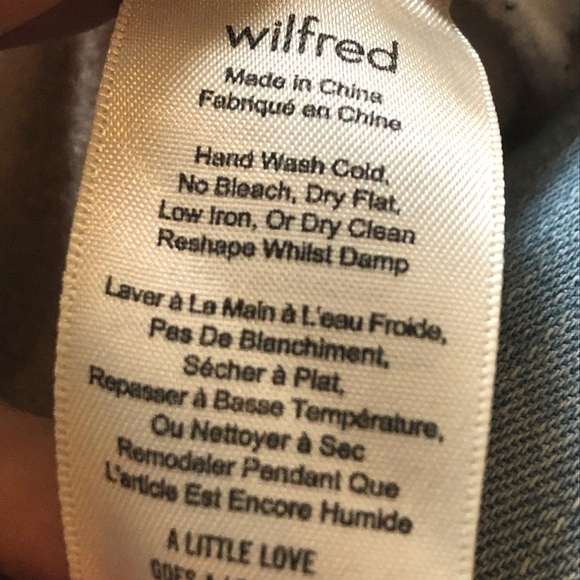 wilfred
Made in China
Fabriqué en Chine
Hand Wash Cold,
No Bleach, Dry Flat,
Low Iron, Or Dry Clean
Reshape Whilst Damp
Laver à La Main à L'eau Froide,
Pas De Blanchiment,
Sécher à Plat,
Repasser à Basse Température,
Ou Nettoyer à Sec
Remodeler Pendant Que
L'article Est Encore Humide
A LITTLE LOVE
GOES A